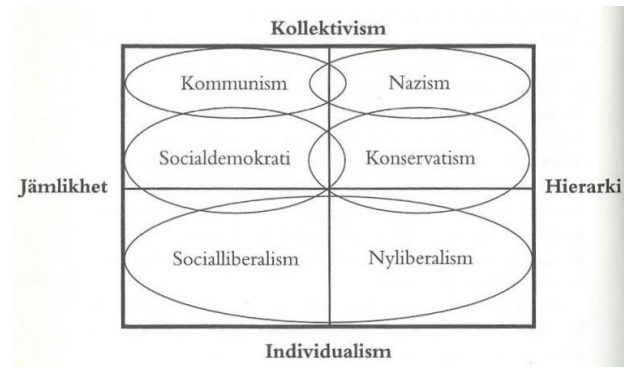 Kollektivism
Kommunism Nazism
Socialdemokrati Konservatism
Jämlikhet Hierarki
Socialliberalism Nyliberalism
Individualism